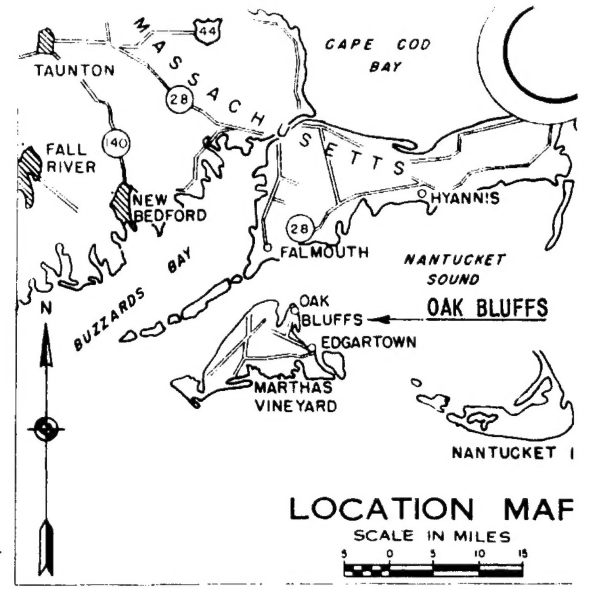 44
CAPE COD
BAY
TAUNTON
MASSACHUSETTS
28
140
FALL
RIVER
NEW
BEDFORD
HYANNIS
28
FALMOUTH
NANTUCKET
SOUND
BUZZARDS BAY
N
OAK
BLUFFS
OAK BLUFFS
EDGARTOWN
MARTHAS
VINEYARD
NANTUCKET I
LOCATION MAP
SCALE IN MILES
5 0 5 10 15